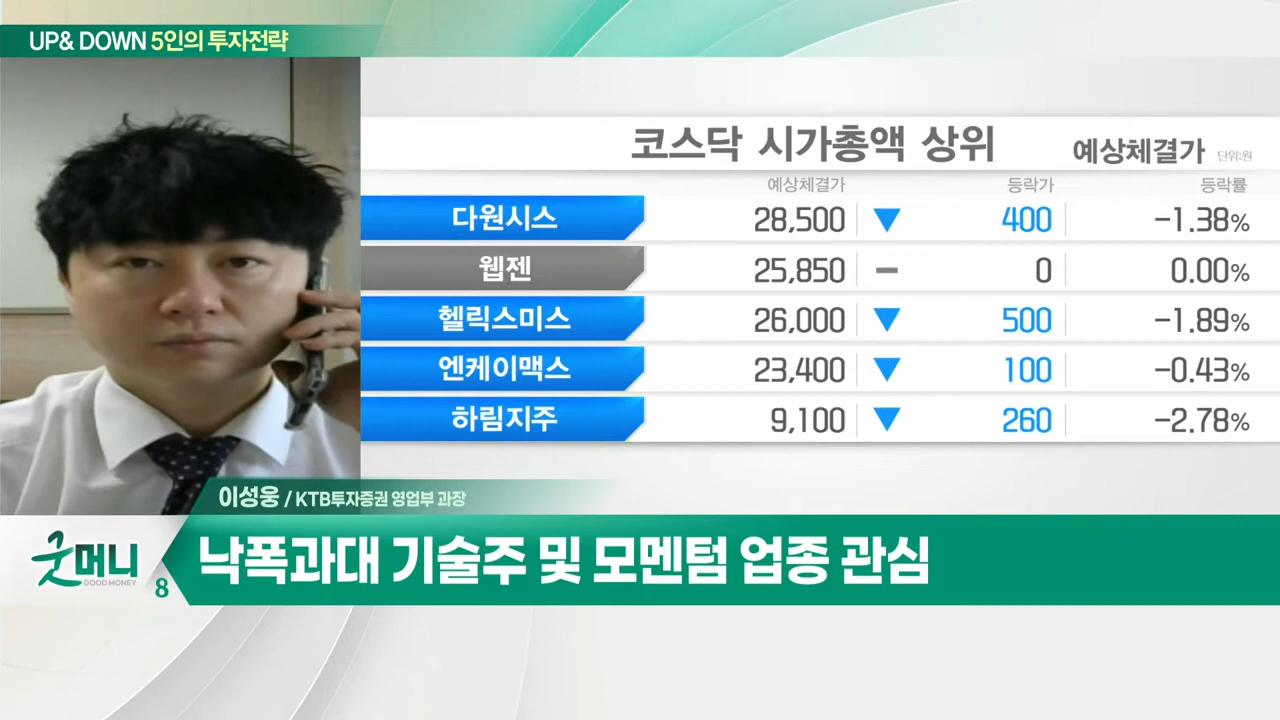 UP& DOWN 5인의 투자전략
코스닥 시가총액 상위 예상체결가 단위:원
예상체결가 등락가 등락률
다원시스 28,500 ▼ 400 -1.38%
웹젠 25,850 - 0 0.00%
헬릭스미스 26,000 ▼ 500 -1.89%
엔케이맥스 23,400 ▼ 100 -0.43%
하림지주 9,100 ▼ 260 -2.78%
이성웅 / KTB투자증권 영업부 과장
굿머니
GOOD MONEY
8
낙폭과대 기술주 및 모멘텀 업종 관심